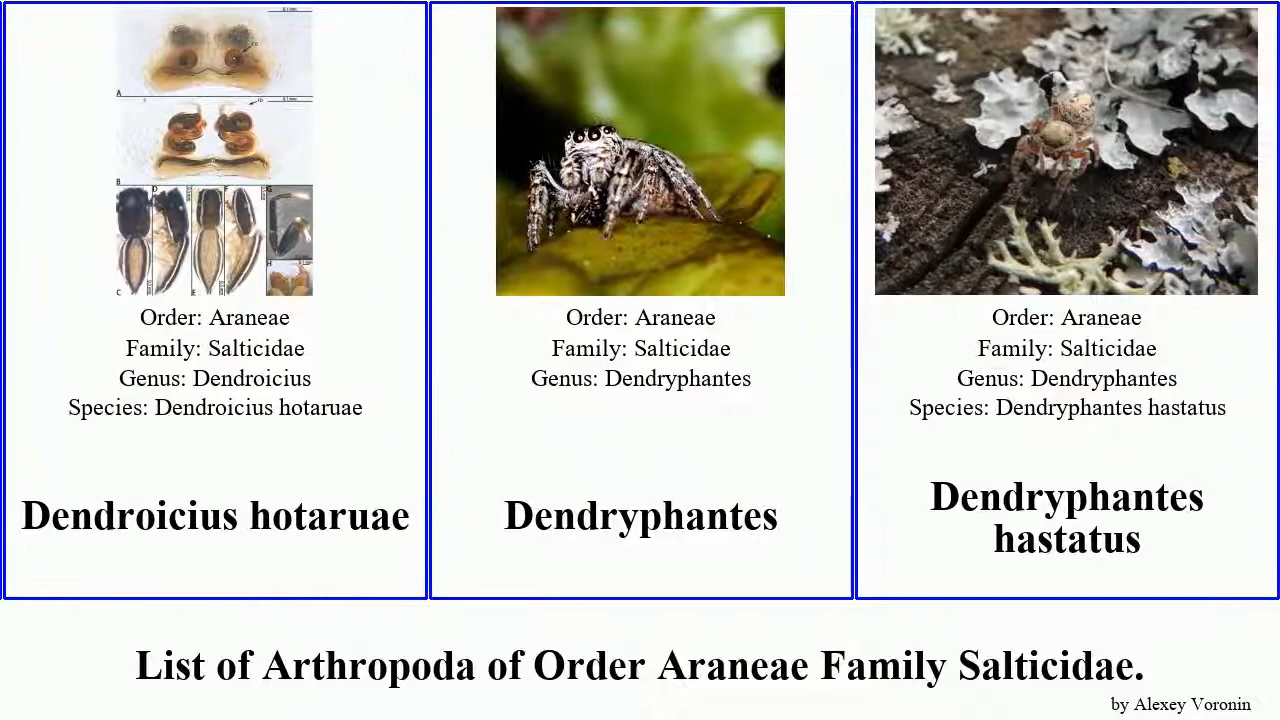 Order: Araneae
Family: Salticidae
Genus: Dendroicius
Species: Dendroicius hotaruae
Dendroicius hotaruae
Order: Araneae
Family: Salticidae
Genus: Dendryphantes
Dendryphantes
Order: Araneae
Family: Salticidae
Genus: Dendryphantes
Species: Dendryphantes hastatus
Dendryphantes
hastatus
List of Arthropoda of Order Araneae Family Salticidae.
by Alexey Voronin